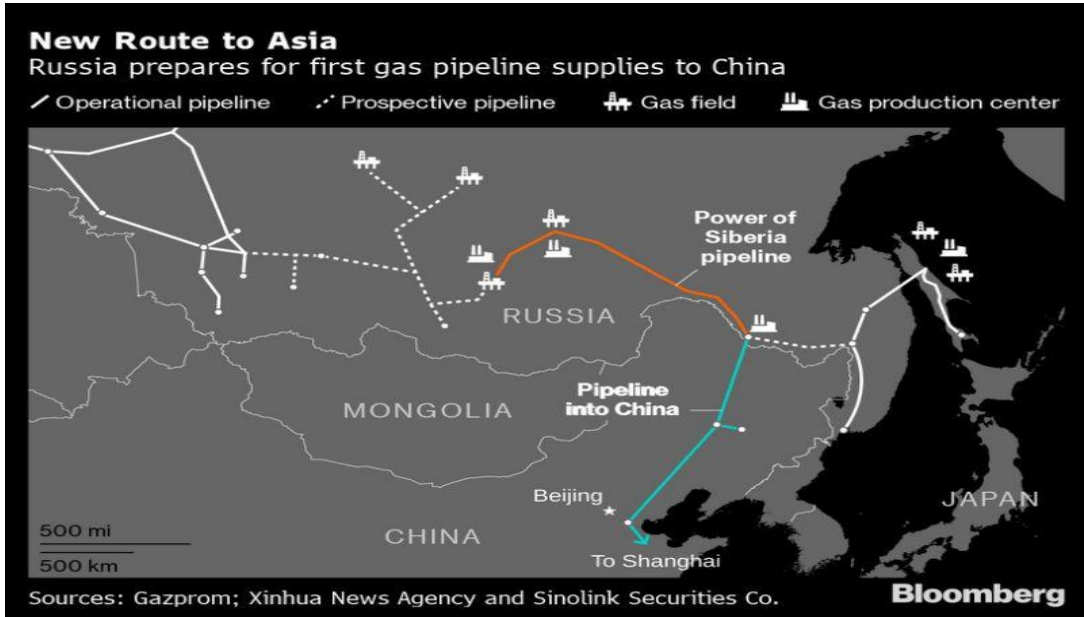 New Route to Asia
Russia prepares for first gas pipeline supplies to China
Operational pipeline Prospective pipeline Gas field Gas production center
Power of
Siberia
pipeline
RUSSIA
Pipeline
into China
MONGOLIA
Beijing
JAPAN
500 mi
CHINA
To Shanghai
500 km
Sources: Gazprom; Xinhua News Agency and Sinolink Securities Co.
Bloomberg